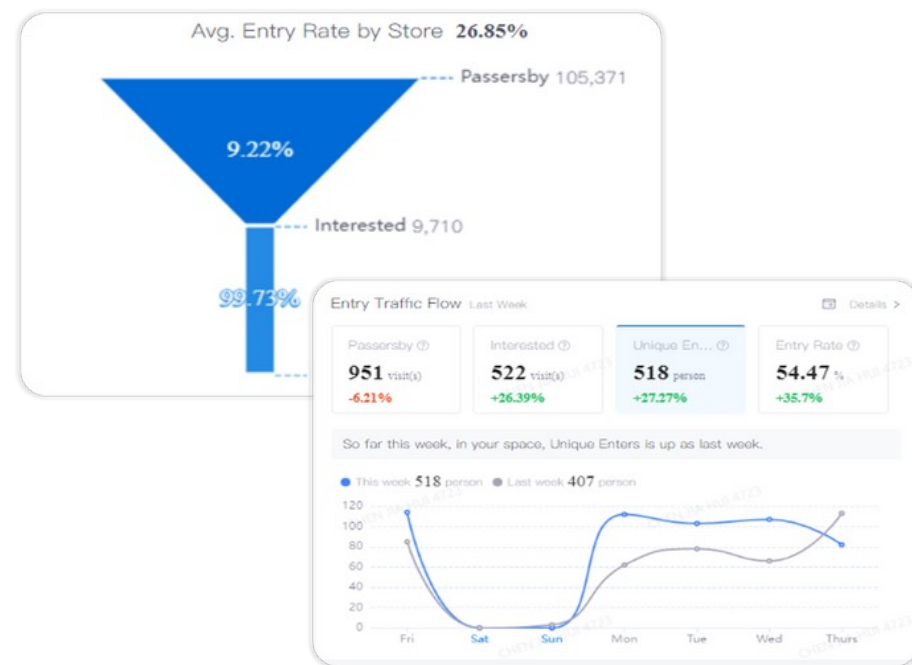 Avg. Entry Rate by Store 26.85%
Passersby 105,371
9.22%
Interested 9,710
99.73%
Entry Traffic Flow Last Week
Details >
Passersby
951 visit(s)
-6.21%
Interested
522 visit(s)
+26.39%
Unique En...
518 person
+27.27%
Entry Rate
54.47 %
+35.7%
So far this week, in your space, Unique Enters is up as last week.
This week 518 person Last week 407 person
120
100
80
60
40
20
0
Fri Sat Sun Mon Tue Wed Thurs
CHEN JIA HUI 4723